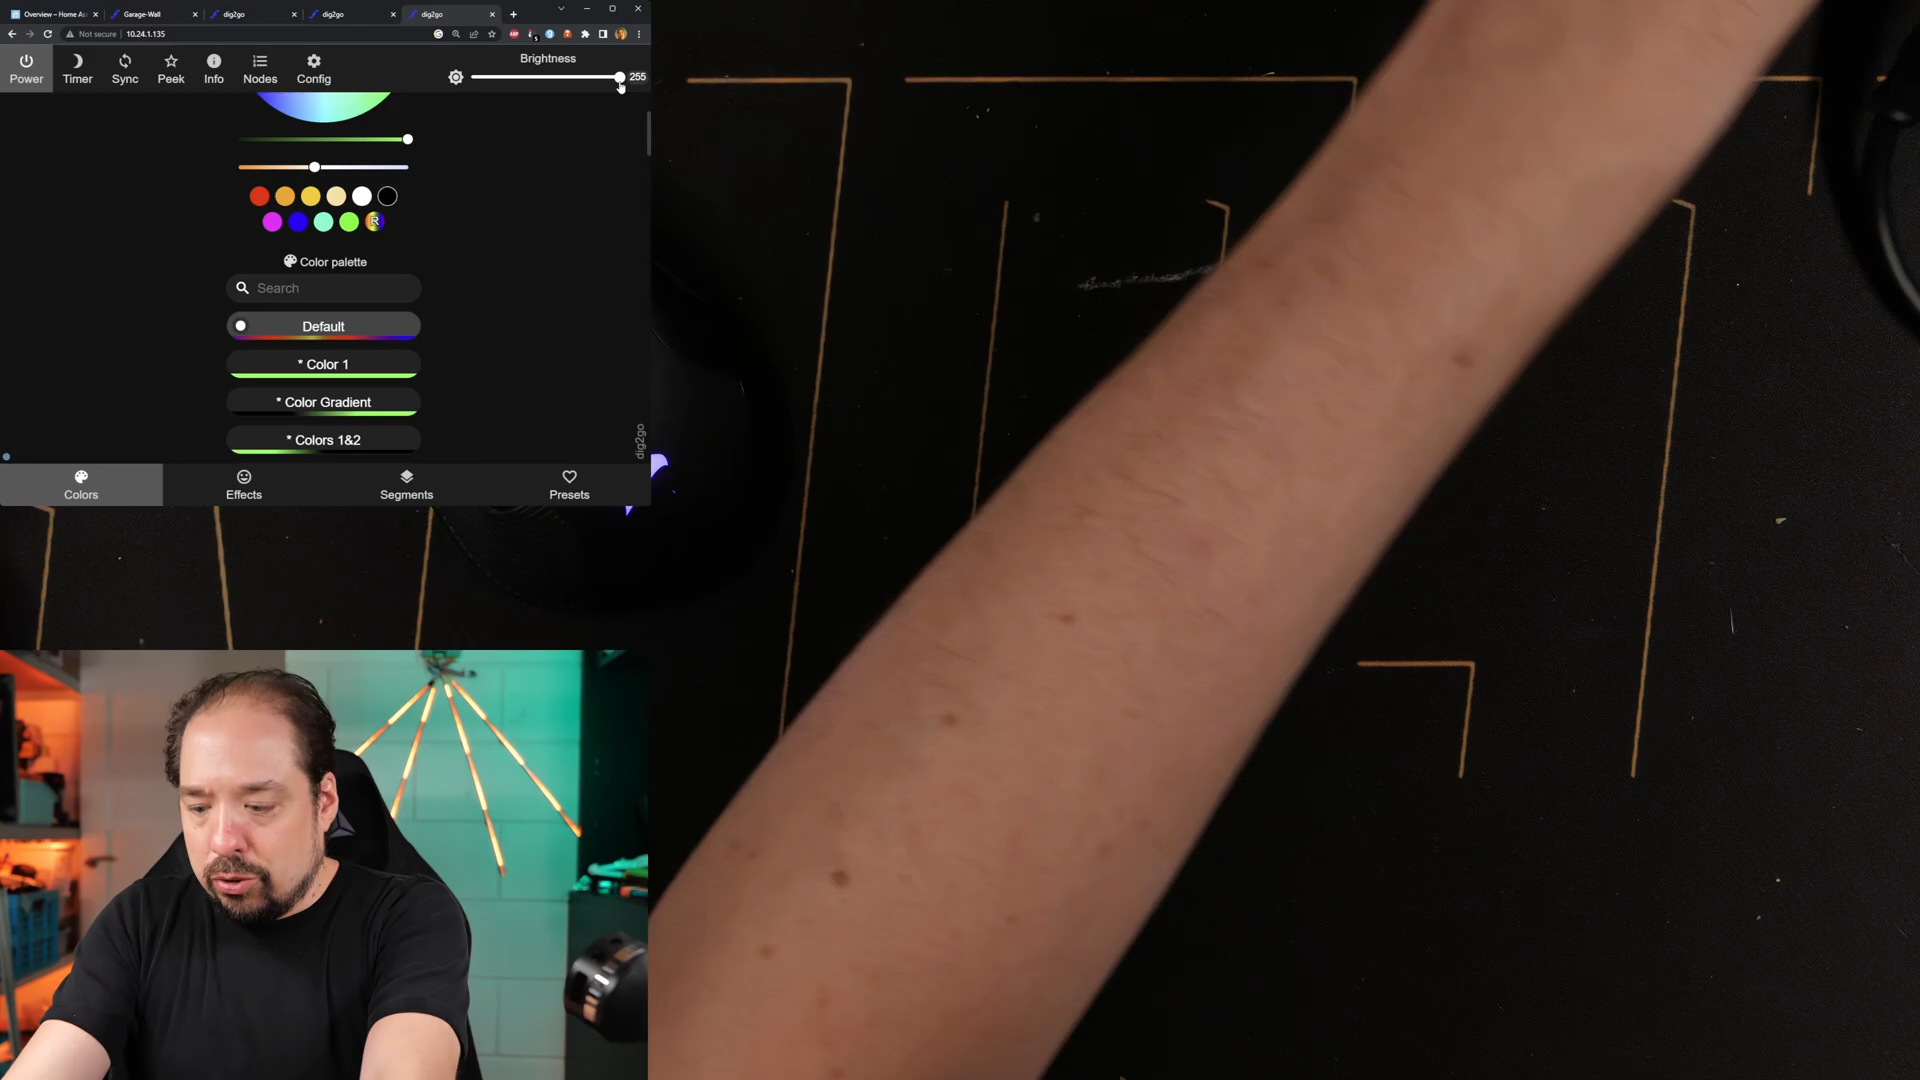 Overview – Home As
Garage-Wall
dig2go
dig2go
dig2go
Not secure
10.24.1.135
Power
Timer
Sync
Peek
Info
Nodes
Config
Brightness
255
R
Color palette
Search
Default
* Color 1
* Color Gradient
* Colors 1&2
dig2go
Colors
Effects
Segments
Presets